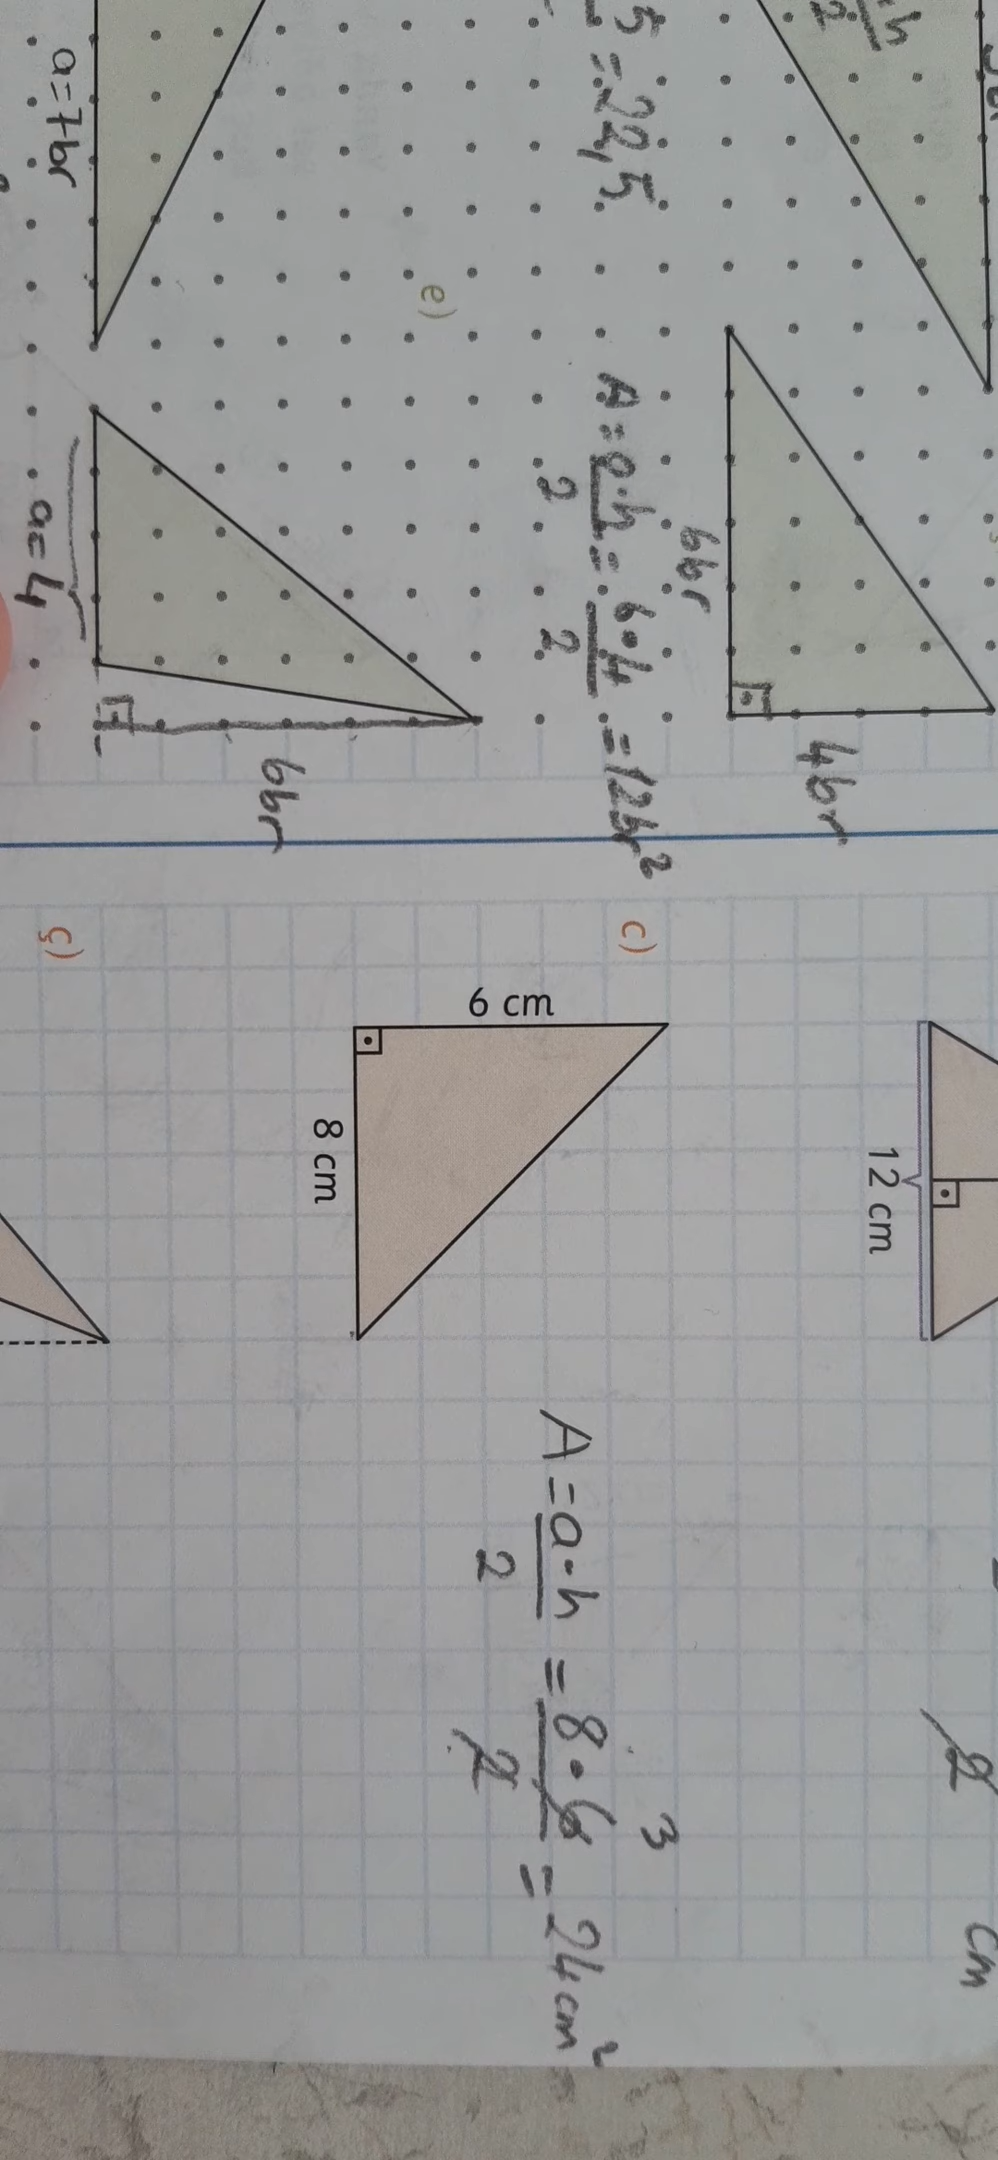 5 = 22,5
a=7br
6br
4br
A = a.h = 6.4 = 12br²
2 2
e)
a=4
6br
12 cm
cm
2
c)
6 cm
8 cm
A = a.h = 8.6 = 24cm²
2 2
3
ç)